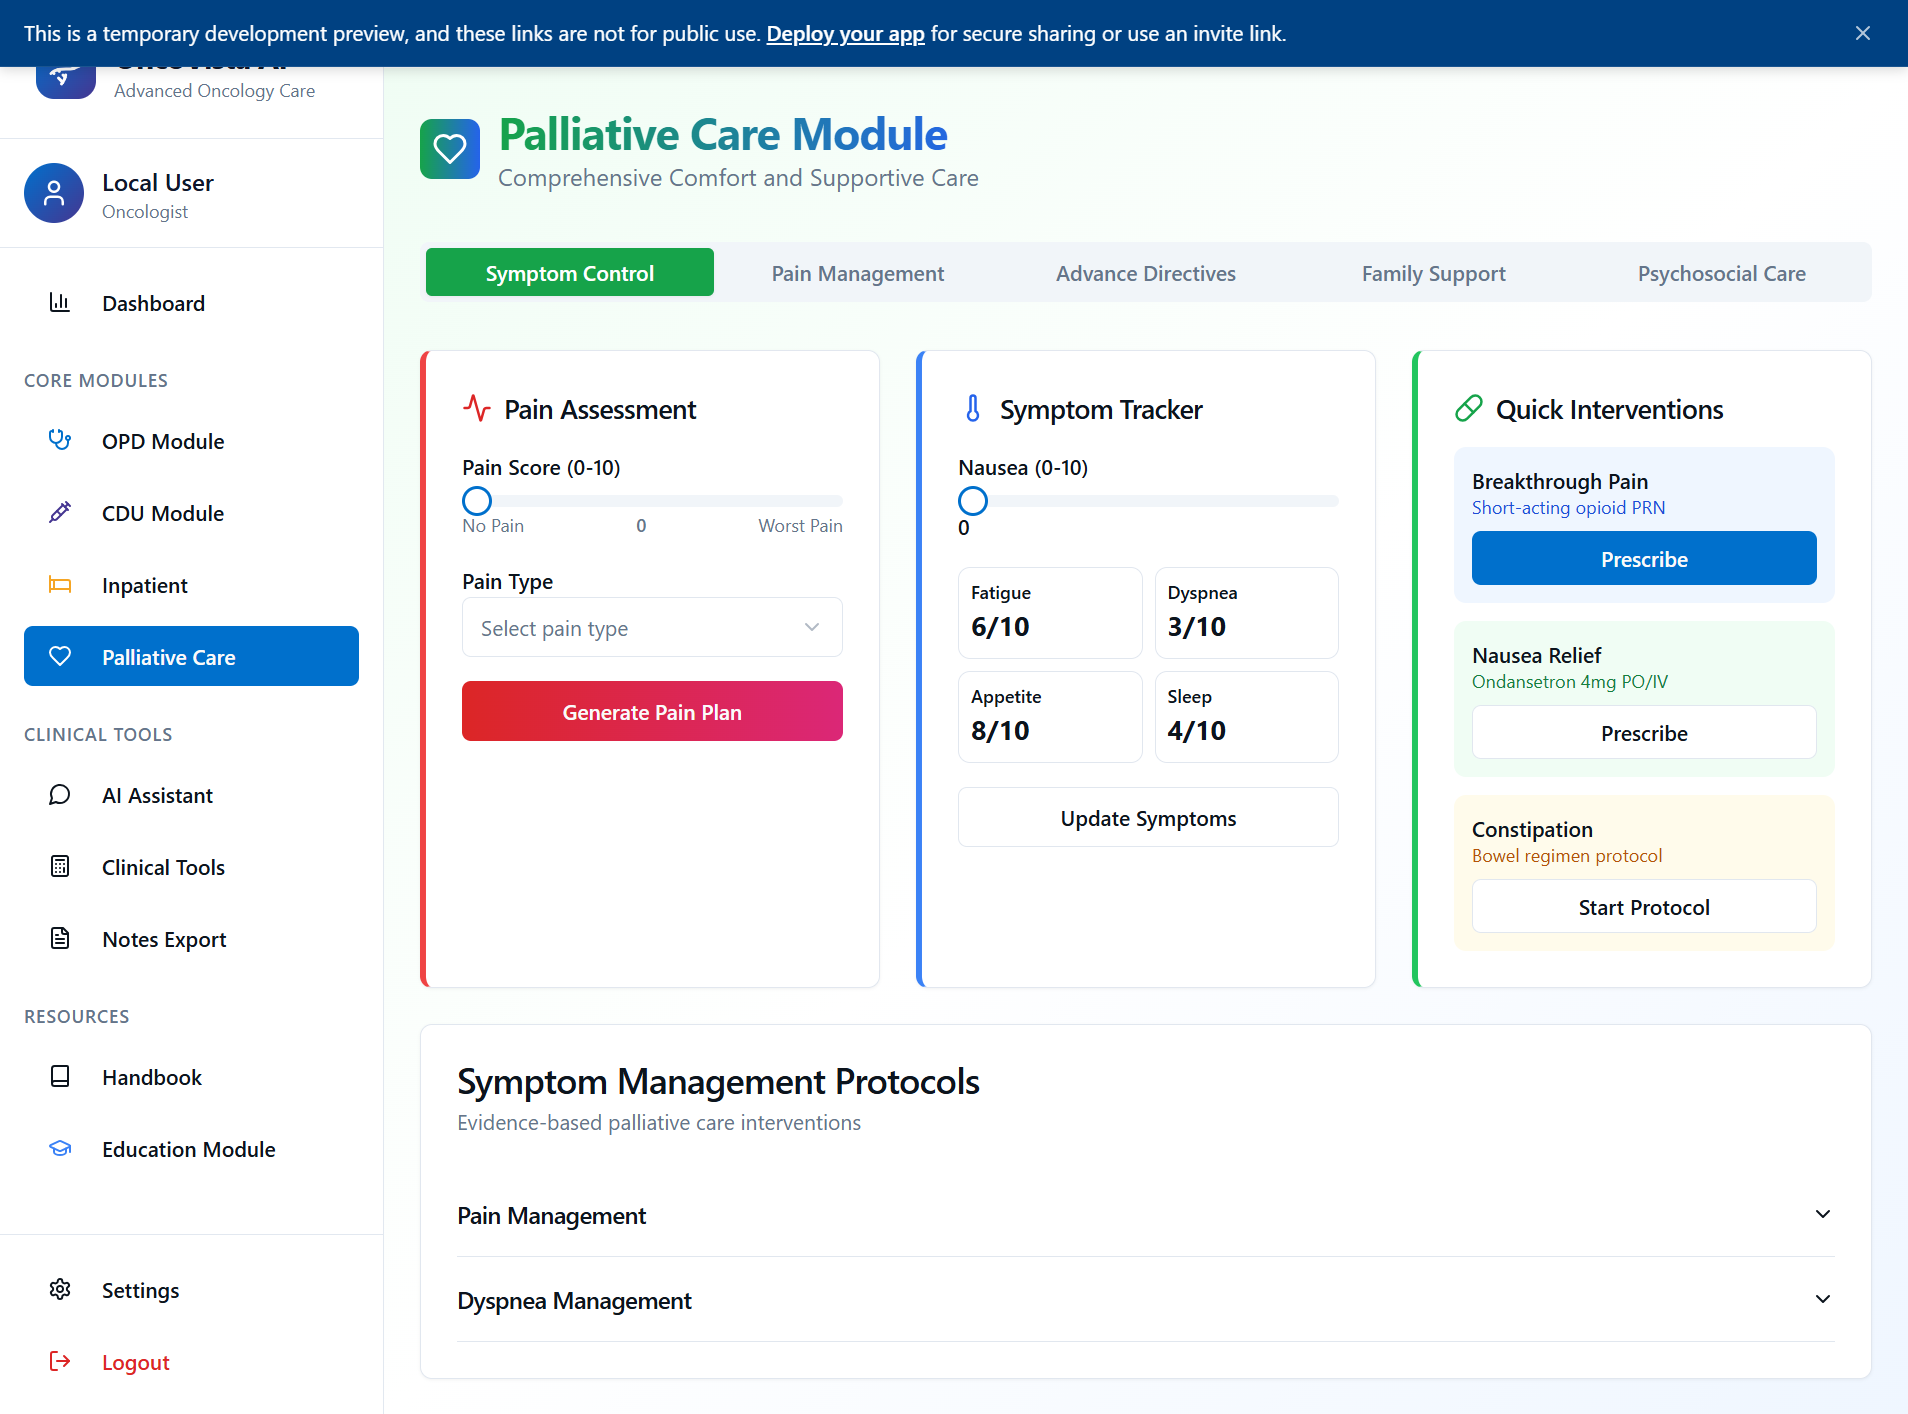 This is a temporary development preview, and these links are not for public use. Deploy your app for secure sharing or use an invite link.
Advanced Oncology Care
Local User
Oncologist
Dashboard
CORE MODULES
OPD Module
CDU Module
Inpatient
Palliative Care
CLINICAL TOOLS
AI Assistant
Clinical Tools
Notes Export
RESOURCES
Handbook
Education Module
Settings
Logout
Palliative Care Module
Comprehensive Comfort and Supportive Care
Symptom Control
Pain Management
Advance Directives
Family Support
Psychosocial Care
Pain Assessment
Pain Score (0-10)
No Pain 0 Worst Pain
Pain Type
Select pain type
Generate Pain Plan
Symptom Tracker
Nausea (0-10)
0
Fatigue
6/10
Dyspnea
3/10
Appetite
8/10
Sleep
4/10
Update Symptoms
Quick Interventions
Breakthrough Pain
Short-acting opioid PRN
Prescribe
Nausea Relief
Ondansetron 4mg PO/IV
Prescribe
Constipation
Bowel regimen protocol
Start Protocol
Symptom Management Protocols
Evidence-based palliative care interventions
Pain Management
Dyspnea Management